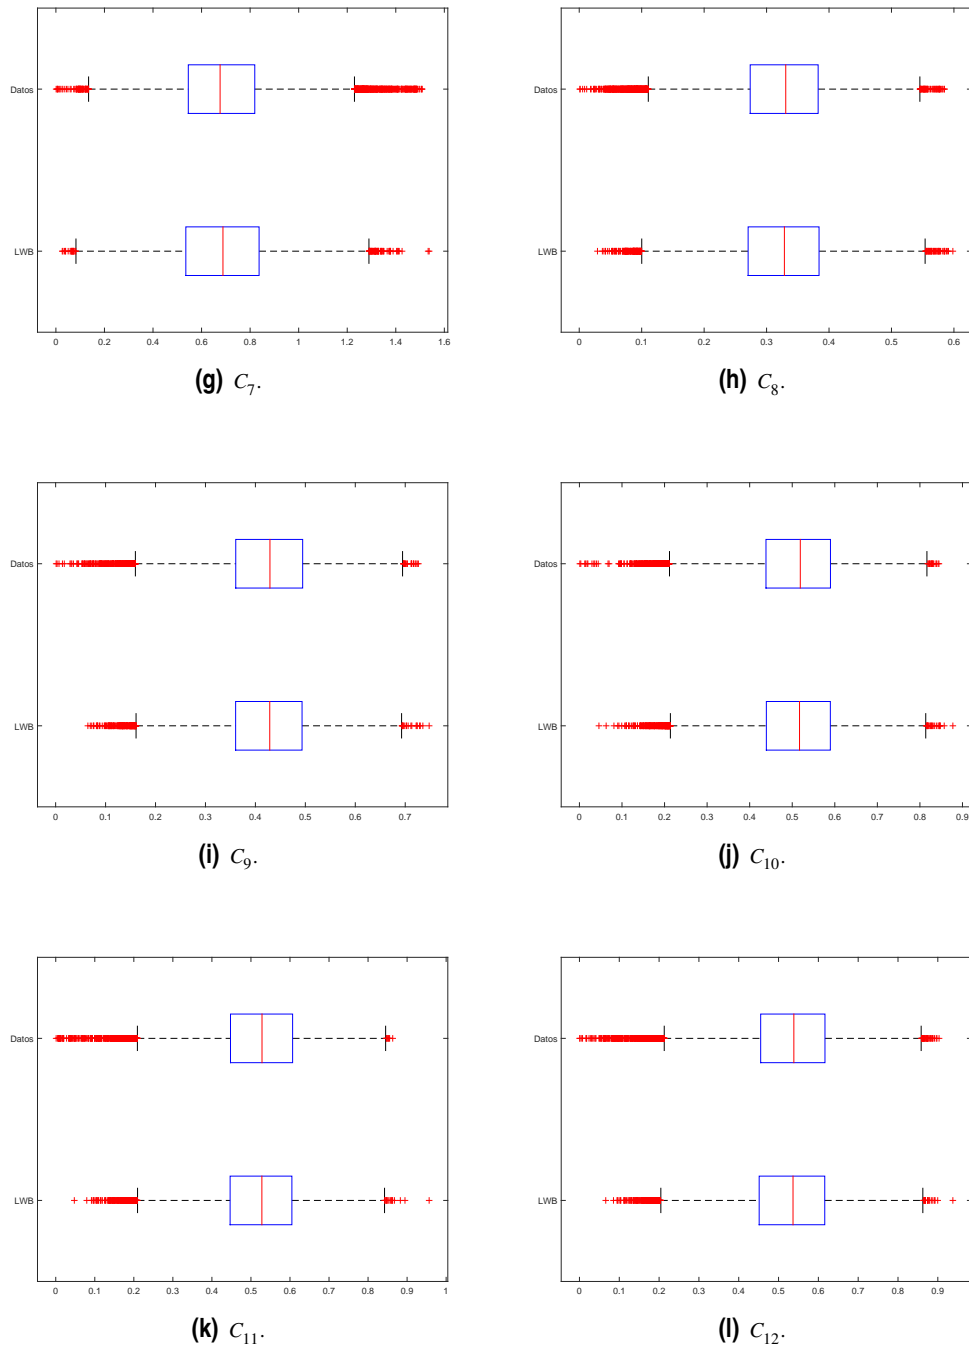 Datos
LWB
0 0.2 0.4 0.6 0.8 1 1.2 1.4 1.6
(g) C7.
Datos
LWB
0 0.1 0.2 0.3 0.4 0.5 0.6
(h) C8.
Datos
LWB
0 0.1 0.2 0.3 0.4 0.5 0.6 0.7
(i) C9.
Datos
LWB
0 0.1 0.2 0.3 0.4 0.5 0.6 0.7 0.8 0.9
(j) C10.
Datos
LWB
0 0.1 0.2 0.3 0.4 0.5 0.6 0.7 0.8 0.9 1
(k) C11.
Datos
LWB
0 0.1 0.2 0.3 0.4 0.5 0.6 0.7 0.8 0.9
(l) C12.